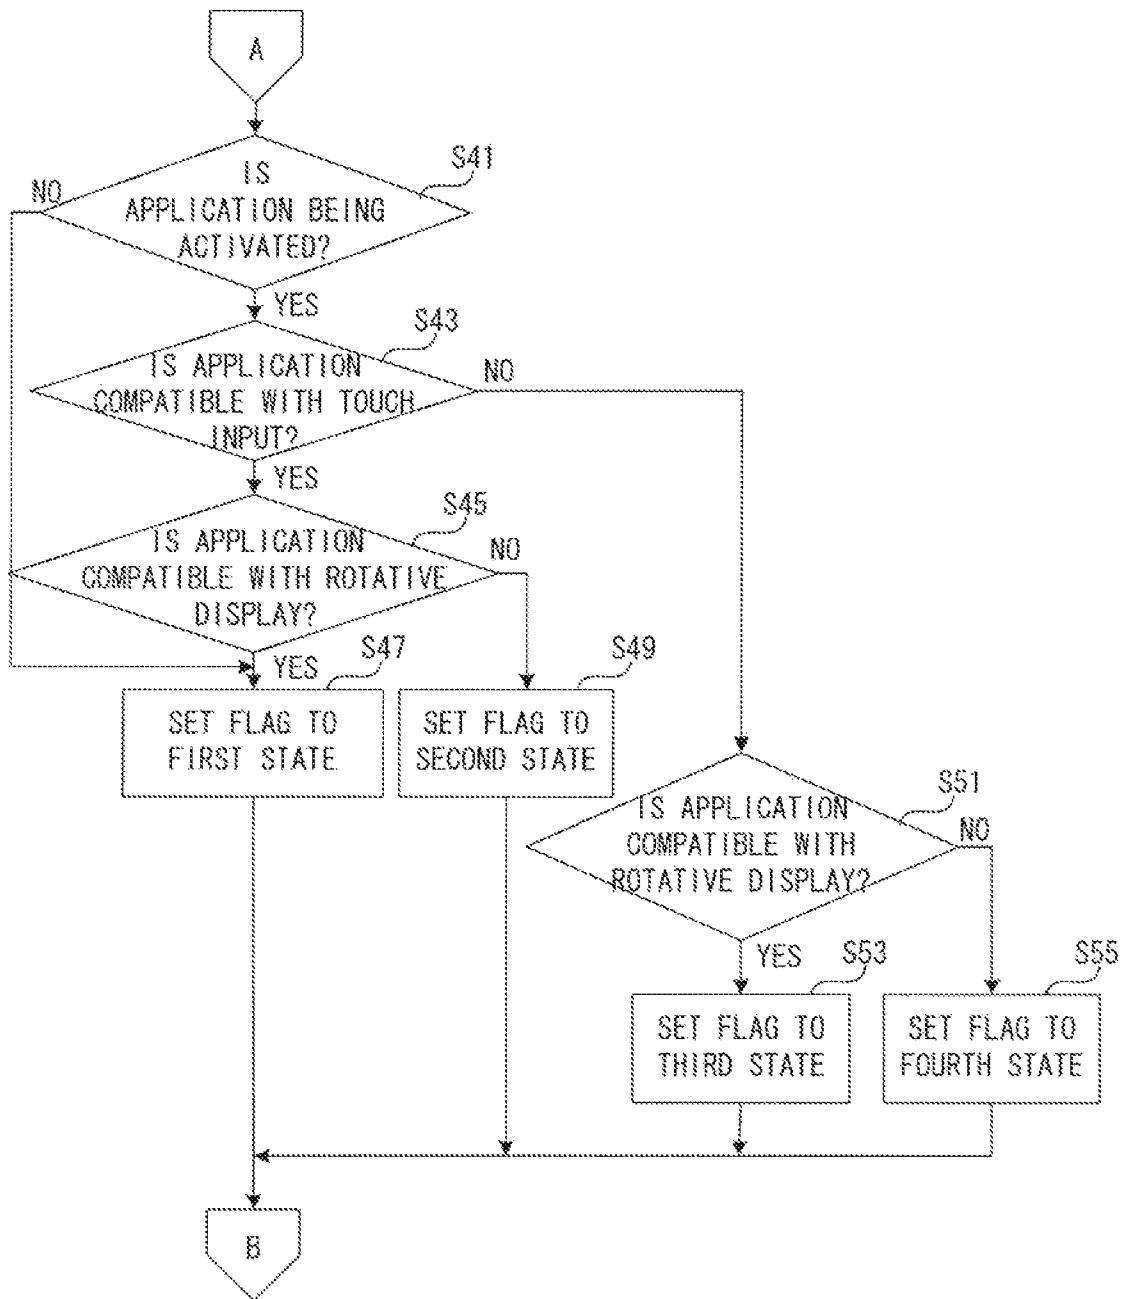 A
S41
NO
IS
APPLICATION BEING
ACTIVATED?
YES
S43
NO
IS APPLICATION
COMPATIBLE WITH TOUCH
INPUT?
YES
S45
NO
IS APPLICATION
COMPATIBLE WITH ROTATIVE
DISPLAY?
YES
S47
S49
SET FLAG TO
FIRST STATE
SET FLAG TO
SECOND STATE
S51
NO
IS APPLICATION
COMPATIBLE WITH
ROTATIVE DISPLAY?
YES
S53
S55
SET FLAG TO
THIRD STATE
SET FLAG TO
FOURTH STATE
B